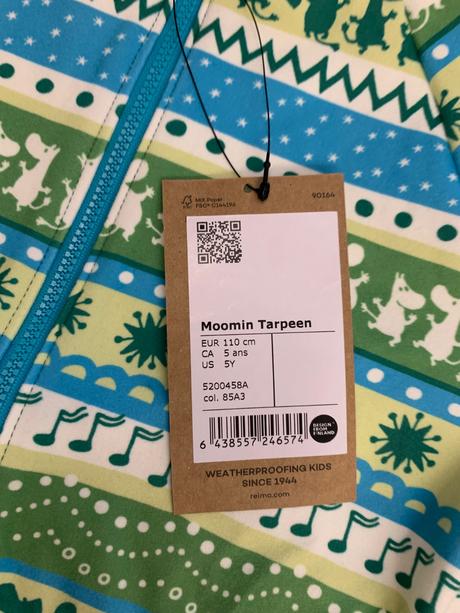 MIX Paper
FSC® C144196
90164
Moomin Tarpeen
EUR 110 cm
CA 5 ans
US 5Y
5200458A
col. 85A3
6 438557 246574
DESIGN
FROM
FINLAND
WEATHERPROOFING KIDS
SINCE 1944
reima.com